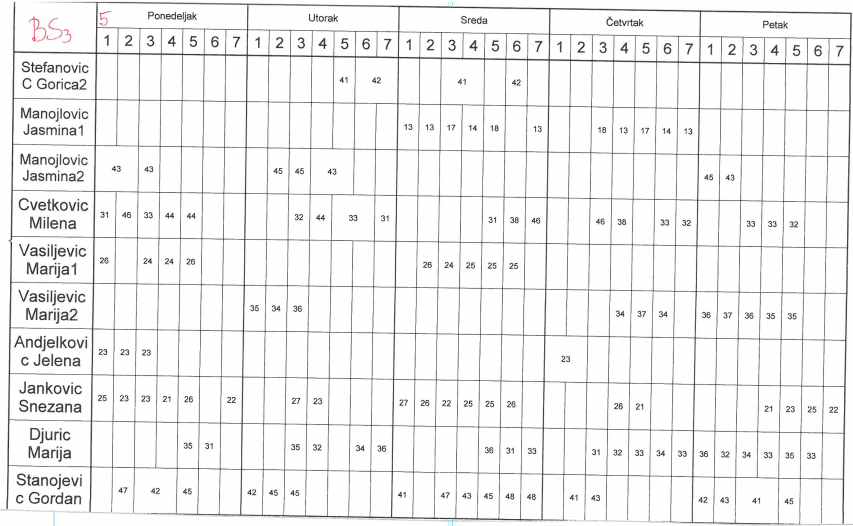 BS3 5 Ponedeljak Utorak Sreda Četvrtak Petak
1 2 3 4 5 6 7 1 2 3 4 5 6 7 1 2 3 4 5 6 7 1 2 3 4 5 6 7 1 2 3 4 5 6 7
Stefanovic
C Gorica2 41 42 41 42
Manojlovic
Jasmina1 13 13 17 14 18 13 18 13 17 14 13
Manojlovic
Jasmina2 43 43 45 45 43 45 43
Cvetkovic
Milena 31 46 33 44 44 32 44 33 31 31 38 46 46 38 33 32 33 33 32
Vasiljevic
Marija1 26 24 24 26 26 24 25 25 25
Vasiljevic
Marija2 35 34 36 34 37 34 36 37 36 35 35
Andjelkovi
c Jelena 23 23 23 23
Jankovic
Snezana 25 23 23 21 26 22 27 23 27 26 22 25 25 26 26 21 21 23 25 22
Djuric
Marija 35 31 35 32 34 36 36 31 33 31 32 33 34 33 36 32 34 33 35 33
Stanojevi
c Gordan 47 42 45 42 45 45 41 47 43 45 48 48 41 43 42 43 41 45